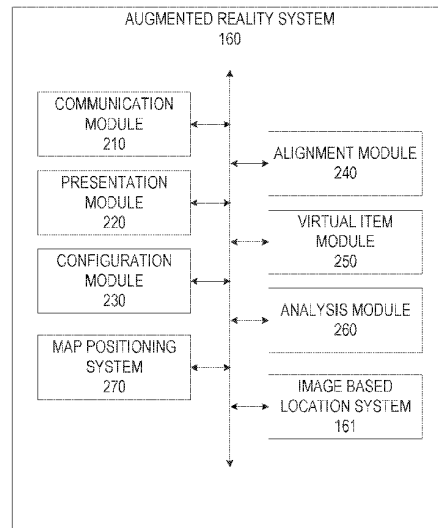 AUGMENTED REALITY SYSTEM
160
COMMUNICATION
MODULE
210
PRESENTATION
MODULE
220
CONFIGURATION
MODULE
230
MAP POSITIONING
SYSTEM
270
ALIGNMENT MODULE
240
VIRTUAL ITEM
MODULE
250
ANALYSIS MODULE
260
IMAGE BASED
LOCATION SYSTEM
161